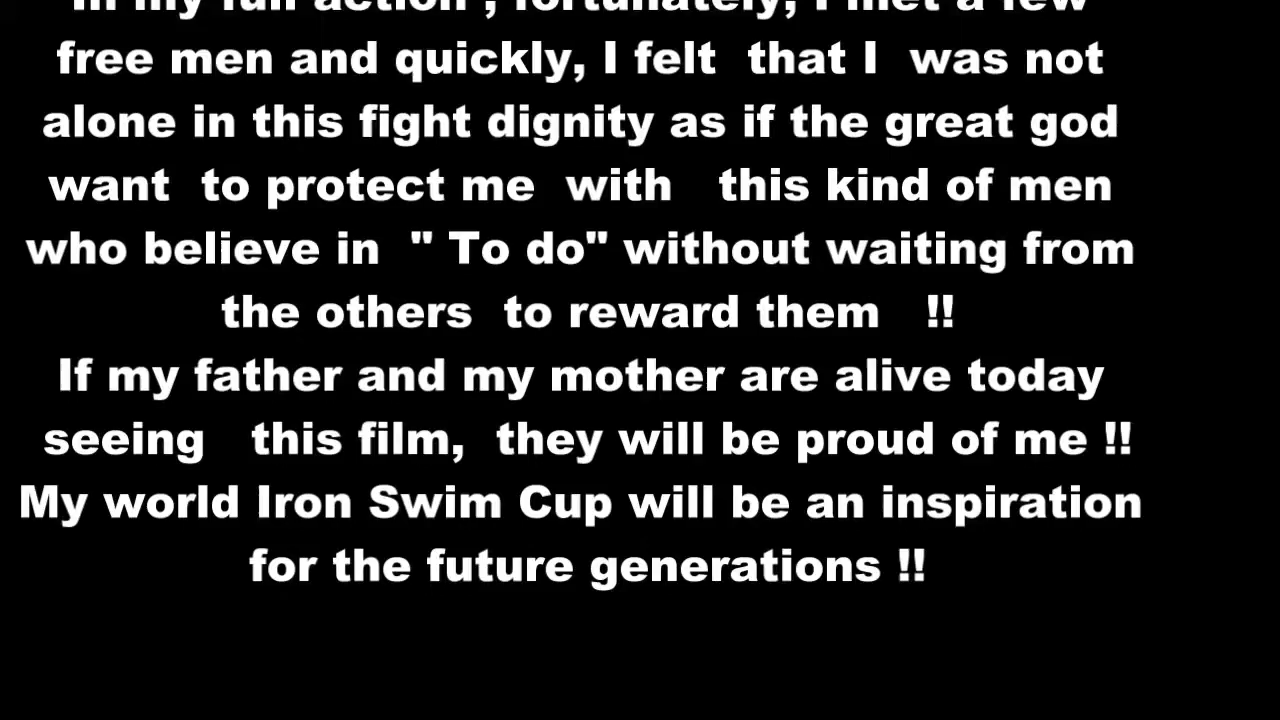 In my full action , fortunately, I met a few
free men and quickly, I felt  that I  was not
alone in this fight dignity as if the great god
want  to protect me  with   this kind of men
who believe in  " To do" without waiting from
the others  to reward them   !!
If my father and my mother are alive today
seeing   this film,  they will be proud of me !!
My world Iron Swim Cup will be an inspiration
for the future generations !!